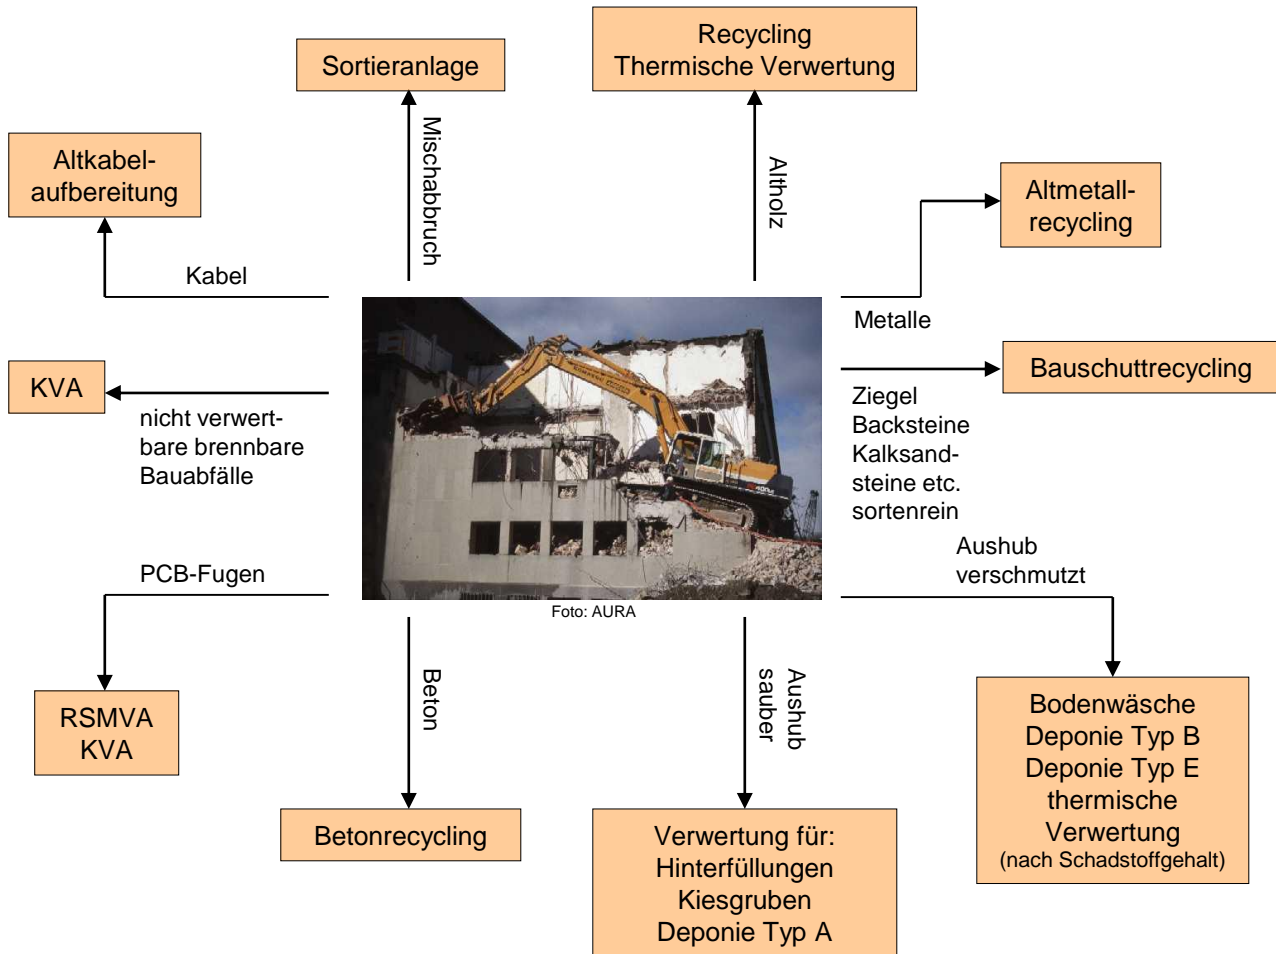 Recycling
Thermische Verwertung
Sortieranlage
Mischabbruch
Altholz
Altkabel-
aufbereitung
Kabel
Altmetall-
recycling
Metalle
KVA
nicht verwert-
bare brennbare
Bauabfälle
Bauschuttrecycling
Ziegel
Backsteine
Kalksand-
steine etc.
sortenrein
PCB-Fugen
RSMVA
KVA
Foto: AURA
Aushub
verschmutzt
Bodenwäsche
Deponie Typ B
Deponie Typ E
thermische
Verwertung
(nach Schadstoffgehalt)
Beton
Betonrecycling
Aushub
sauber
Verwertung für:
Hinterfüllungen
Kiesgruben
Deponie Typ A